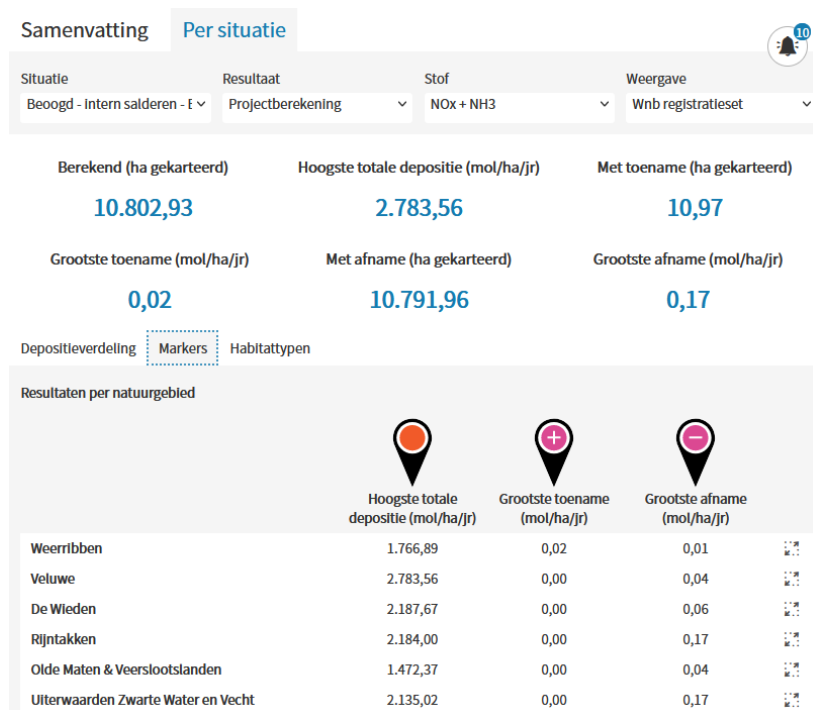 Samenvatting Per situatie
10
Situatie Resultaat Stof Weergave
Beoogd - intern salderen - E Projectberekening NOx + NH3 Wnb registratieset
Berekend (ha gekarteerd) Hoogste totale depositie (mol/ha/jr) Met toename (ha gekarteerd)
10.802,93 2.783,56 10,97
Grootste toename (mol/ha/jr) Met afname (ha gekarteerd) Grootste afname (mol/ha/jr)
0,02 10.791,96 0,17
Depositieverdeling Markers Habitattypen
Resultaten per natuurgebied
Hoogste totale Grootste toename Grootste afname
depositie (mol/ha/jr) (mol/ha/jr) (mol/ha/jr)
Weerribben 1.766,89 0,02 0,01
Veluwe 2.783,56 0,00 0,04
De Wieden 2.187,67 0,00 0,06
Rijntakken 2.184,00 0,00 0,17
Olde Maten & Veerslootslanden 1.472,37 0,00 0,04
Uiterwaarden Zwarte Water en Vecht 2.135,02 0,00 0,17